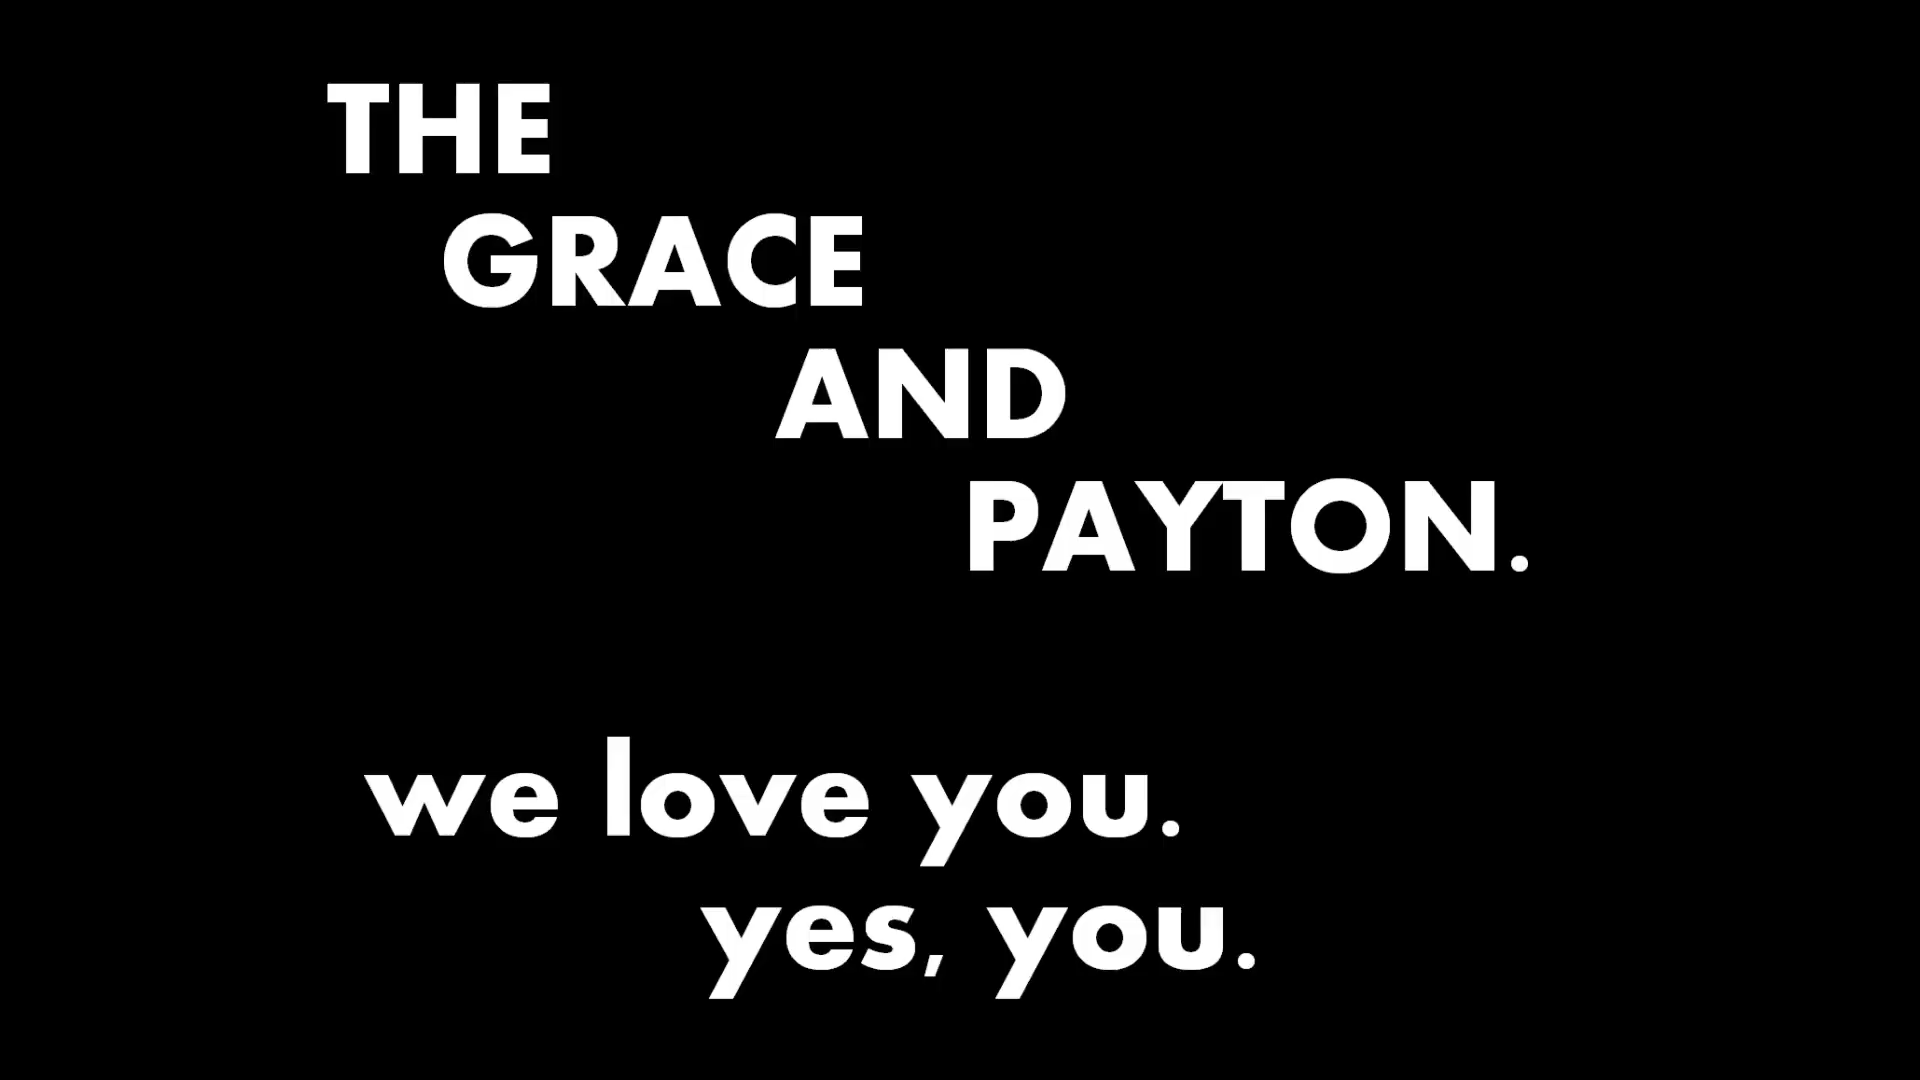 THE
GRACE
AND
PAYTON.
we love you.
yes, you.